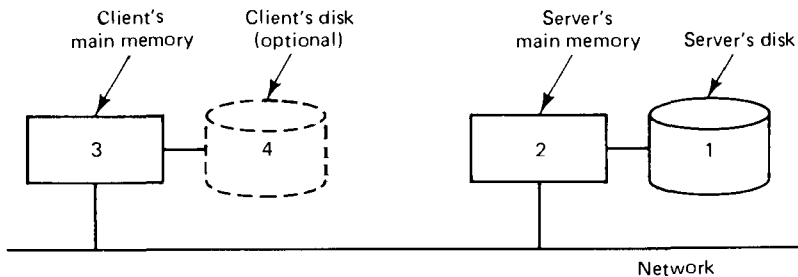 Client's
main memory
Client's disk
(optional)
Server's
main memory
Server's disk
3
4
2
1
Network